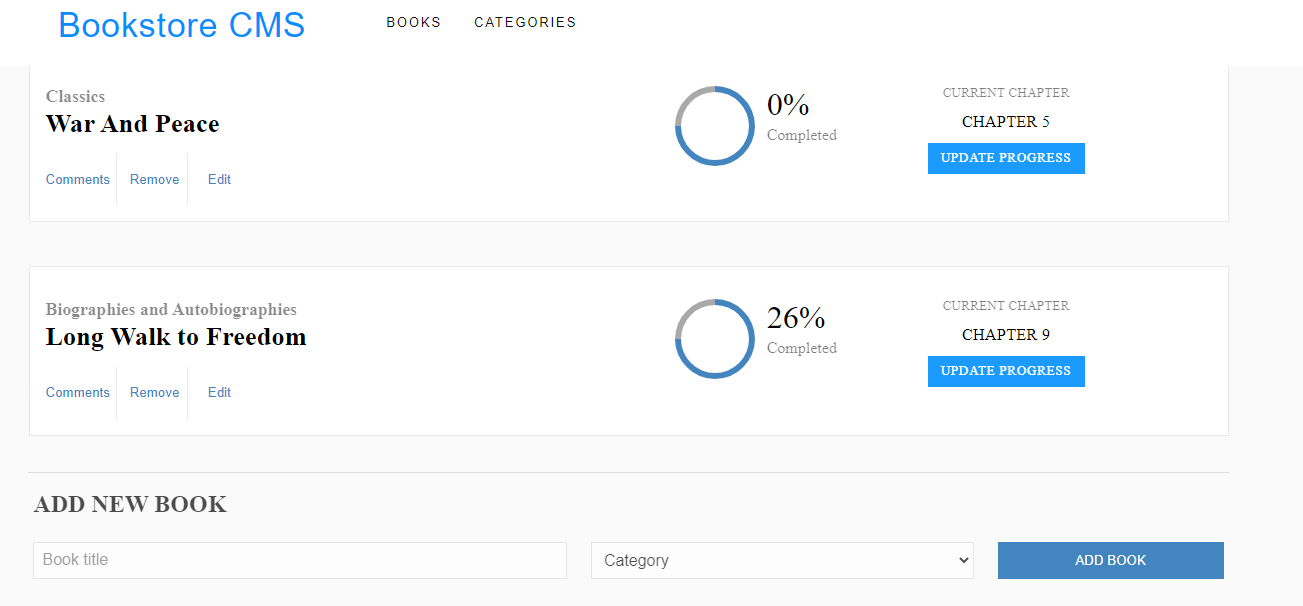 Bookstore CMS BOOKS CATEGORIES
Classics
War And Peace
Comments Remove Edit
0%
Completed
CURRENT CHAPTER
CHAPTER 5
UPDATE PROGRESS
Biographies and Autobiographies
Long Walk to Freedom
Comments Remove Edit
26%
Completed
CURRENT CHAPTER
CHAPTER 9
UPDATE PROGRESS
ADD NEW BOOK
Book title Category ADD BOOK